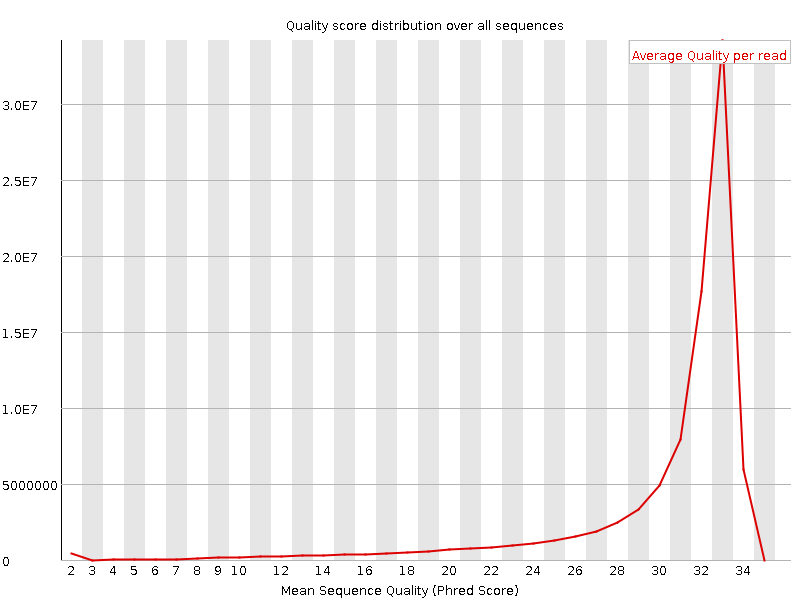 Quality score distribution over all sequences
Average Quality per read
3.0E7
2.5E7
2.0E7
1.5E7
1.0E7
5000000
0
2 3 4 5 6 7 8 9 10 12 14 16 18 20 22 24 26 28 30 32 34
Mean Sequence Quality (Phred Score)